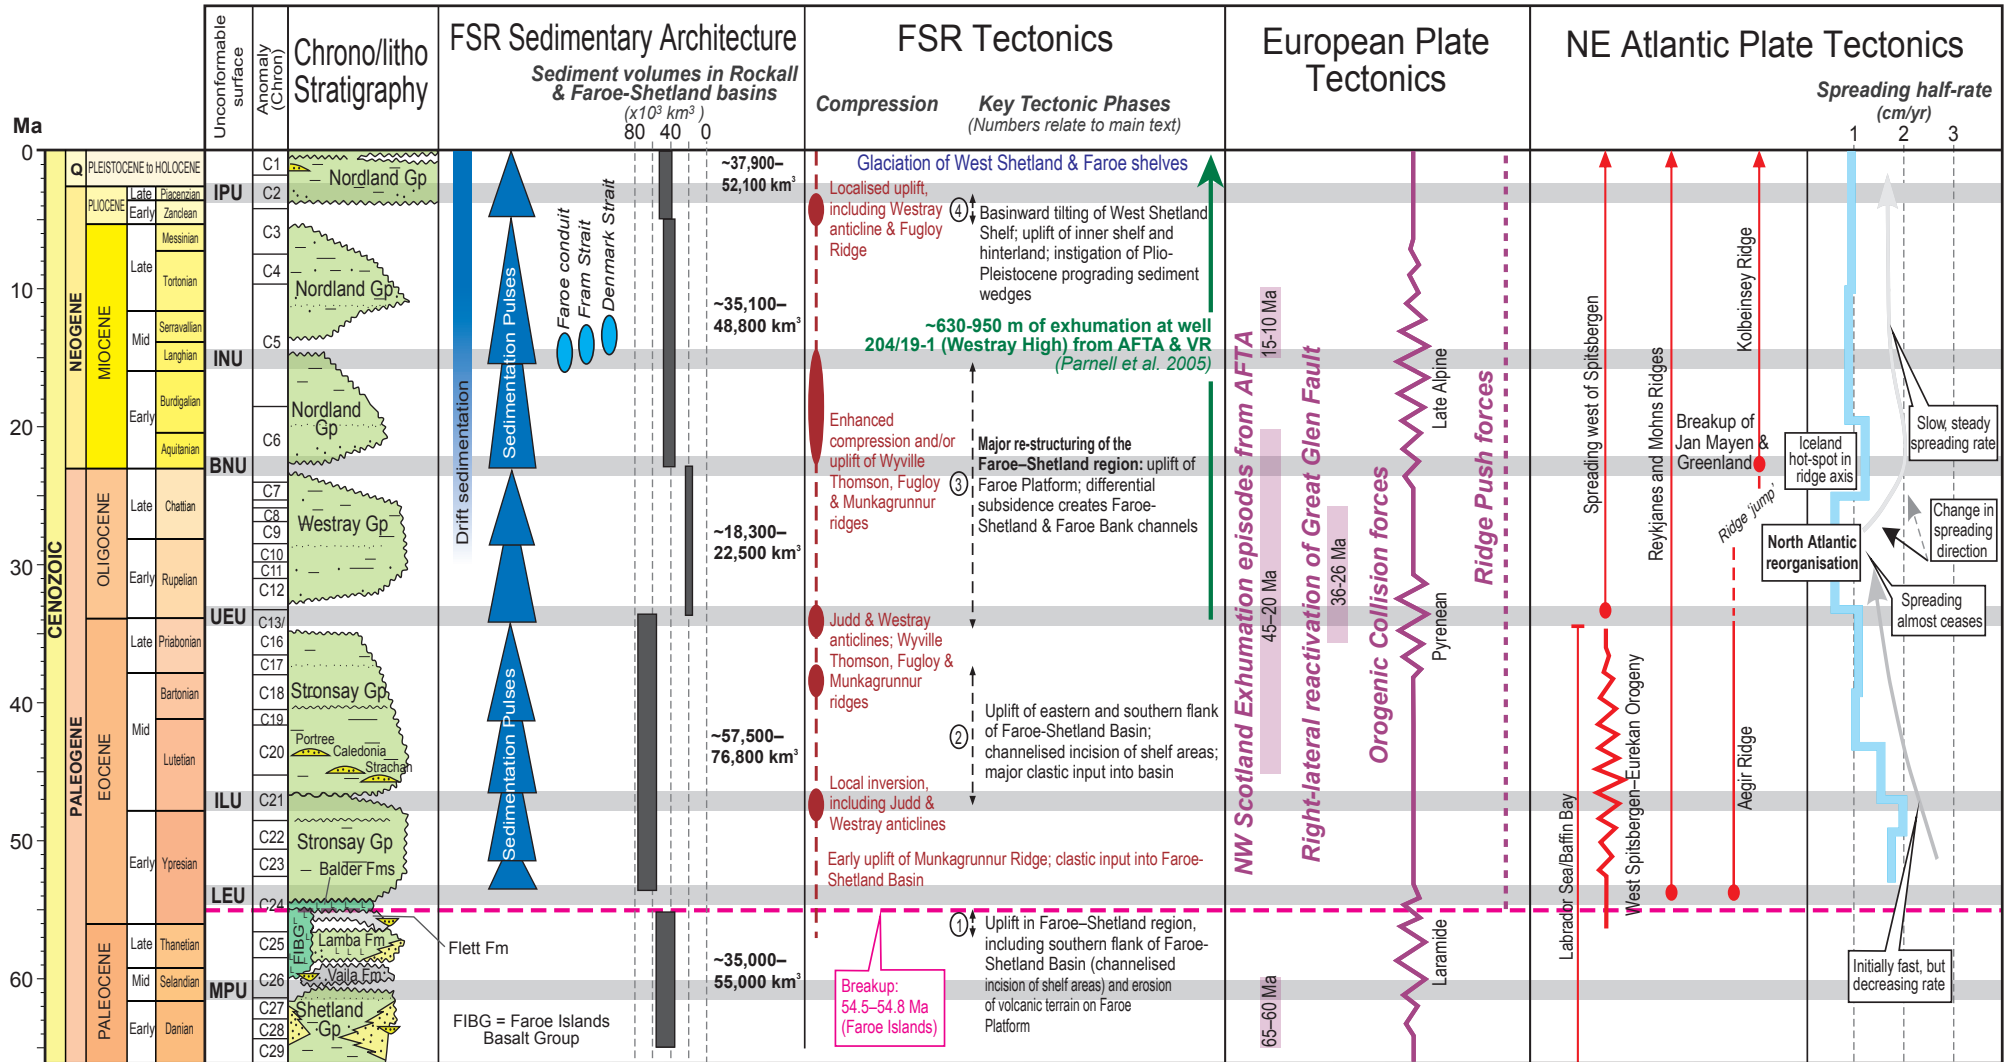 Ma
Unconformable
surface
Anomaly
(Chron)
Chrono/litho
Stratigraphy
FSR Sedimentary Architecture
Sediment volumes in Rockall
& Faroe-Shetland basins
(x10³ km³ )
80 40 0
FSR Tectonics
Compression
Key Tectonic Phases
(Numbers relate to main text)
European Plate
Tectonics
NE Atlantic Plate Tectonics
Spreading half-rate
(cm/yr)
1 2 3
0
10
20
30
40
50
60
CENOZOIC
Q
NEOGENE
PALEOGENE
PLEISTOCENE to HOLOCENE
PLIOCENE
MIOCENE
OLIGOCENE
EOCENE
PALEOCENE
Late
Early
Late
Mid
Early
Late
Early
Late
Mid
Early
Late
Mid
Early
Piacenzian
Zanclean
Messinian
Tortonian
Serravallian
Langhian
Burdigalian
Aquitanian
Chattian
Rupelian
Priabonian
Bartonian
Lutetian
Ypresian
Thanetian
Selandian
Danian
IPU
INU
BNU
UEU
ILU
LEU
MPU
C1
C2
C3
C4
C5
C6
C7
C8
C9
C10
C11
C12
C13/
C16
C17
C18
C19
C20
C21
C22
C23
C24
C25
C26
C27
C28
C29
Nordland Gp
Nordland Gp
Nordland
Gp
Westray Gp
Stronsay Gp
Portree
Caledonia
Strachan
Stronsay Gp
Balder Fms
FIBG
Flett Fm
Lamba Fm
Vaila Fm
Shetland
Gp
FIBG = Faroe Islands
Basalt Group
Drift sedimentation
Sedimentation Pulses
Sedimentation Pulses
Faroe conduit
Fram Strait
Denmark Strait
~37,900–
52,100 km³
~35,100–
48,800 km³
~18,300–
22,500 km³
~57,500–
76,800 km³
~35,000–
55,000 km³
Glaciation of West Shetland & Faroe shelves
Localised uplift,
including Westray
anticline & Fugloy
Ridge
4
Basinward tilting of West Shetland
Shelf; uplift of inner shelf and
hinterland; instigation of Plio-
Pleistocene prograding sediment
wedges
~630-950 m of exhumation at well
204/19-1 (Westray High) from AFTA & VR
(Parnell et al. 2005)
Enhanced
compression and/or
uplift of Wyville
Thomson, Fugloy
& Munkagrunnur
ridges
3
Major re-structuring of the
Faroe–Shetland region: uplift of
Faroe Platform; differential
subsidence creates Faroe-
Shetland & Faroe Bank channels
Judd & Westray
anticlines; Wyville
Thomson, Fugloy &
Munkagrunnur
ridges
2
Uplift of eastern and southern flank
of Faroe-Shetland Basin;
channelised incision of shelf areas;
major clastic input into basin
Local inversion,
including Judd &
Westray anticlines
Early uplift of Munkagrunnur Ridge; clastic input into Faroe-
Shetland Basin
1
Uplift in Faroe–Shetland region,
including southern flank of Faroe-
Shetland Basin (channelised
incision of shelf areas) and erosion
of volcanic terrain on Faroe
Platform
Breakup:
54.5–54.8 Ma
(Faroe Islands)
NW Scotland Exhumation episodes from AFTA
15-10 Ma
45–20 Ma
65–60 Ma
Right-lateral reactivation of Great Glen Fault
36-26 Ma
Orogenic Collision forces
Late Alpine
Pyrenean
Laramide
Ridge Push forces
Labrador Sea/Baffin Bay
Spreading west of Spitsbergen
West Spitsbergen–Eurekan Orogeny
Reykjanes and Mohns Ridges
Kolbeinsey Ridge
Breakup of
Jan Mayen &
Greenland
Ridge 'jump'
Aegir Ridge
Iceland
hot-spot in
ridge axis
North Atlantic
reorganisation
Slow, steady
spreading rate
Change in
spreading
direction
Spreading
almost ceases
Initially fast, but
decreasing rate